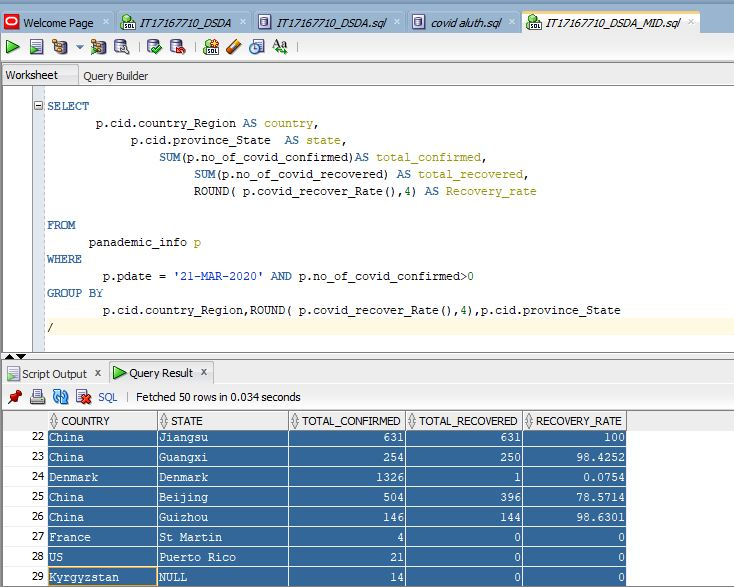 Welcome Page IT17167710_DSDA IT17167710_DSDA.sql covid aluth.sql IT17167710_DSDA_MID.sql
Worksheet Query Builder
SELECT
p.cid.country_Region AS country,
p.cid.province_State AS state,
SUM(p.no_of_covid_confirmed)AS total_confirmed,
SUM(p.no_of_covid_recovered) AS total_recovered,
ROUND( p.covid_recover_Rate(),4) AS Recovery_rate
FROM
panademic_info p
WHERE
p.pdate = '21-MAR-2020' AND p.no_of_covid_confirmed>0
GROUP BY
p.cid.country_Region,ROUND( p.covid_recover_Rate(),4),p.cid.province_State
/
Script Output x Query Result x
SQL | Fetched 50 rows in 0.034 seconds
COUNTRY STATE TOTAL_CONFIRMED TOTAL_RECOVERED RECOVERY_RATE
22 China Jiangsu 631 631 100
23 China Guangxi 254 250 98.4252
24 Denmark Denmark 1326 1 0.0754
25 China Beijing 504 396 78.5714
26 China Guizhou 146 144 98.6301
27 France St Martin 4 0 0
28 US Puerto Rico 21 0 0
29 Kyrgyzstan NULL 14 0 0